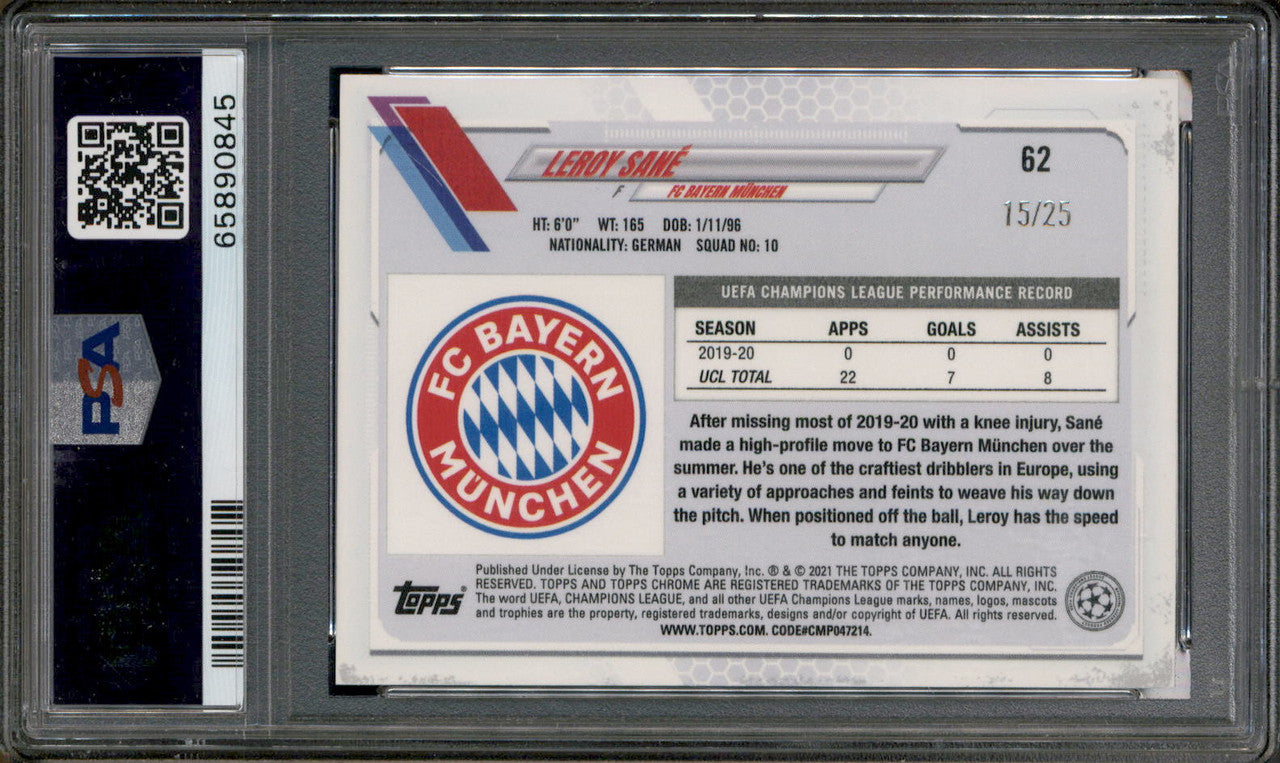 65890845
PSA
LEROY SANÉ
62
F FC BAYERN MÜNCHEN
15/25
HT: 6'0" WT: 165 DOB: 1/11/96
NATIONALITY: GERMAN SQUAD NO: 10
FC BAYERN
MÜNCHEN
UEFA CHAMPIONS LEAGUE PERFORMANCE RECORD
SEASON APPS GOALS ASSISTS
2019-20 0 0 0
UCL TOTAL 22 7 8
After missing most of 2019-20 with a knee injury, Sané
made a high-profile move to FC Bayern München over the
summer. He's one of the craftiest dribblers in Europe, using
a variety of approaches and feints to weave his way down
the pitch. When positioned off the ball, Leroy has the speed
to match anyone.
Topps
Published Under License by The Topps Company, Inc. ® & © 2021 THE TOPPS COMPANY, INC. ALL RIGHTS
RESERVED. TOPPS AND TOPPS CHROME ARE REGISTERED TRADEMARKS OF THE TOPPS COMPANY, INC.
The word UEFA, CHAMPIONS LEAGUE, and all other UEFA Champions League marks, names, logos, mascots
and trophies are the property, registered trademarks, designs and/or copyright of UEFA. All rights reserved.
WWW.TOPPS.COM. CODE#CMP047214.